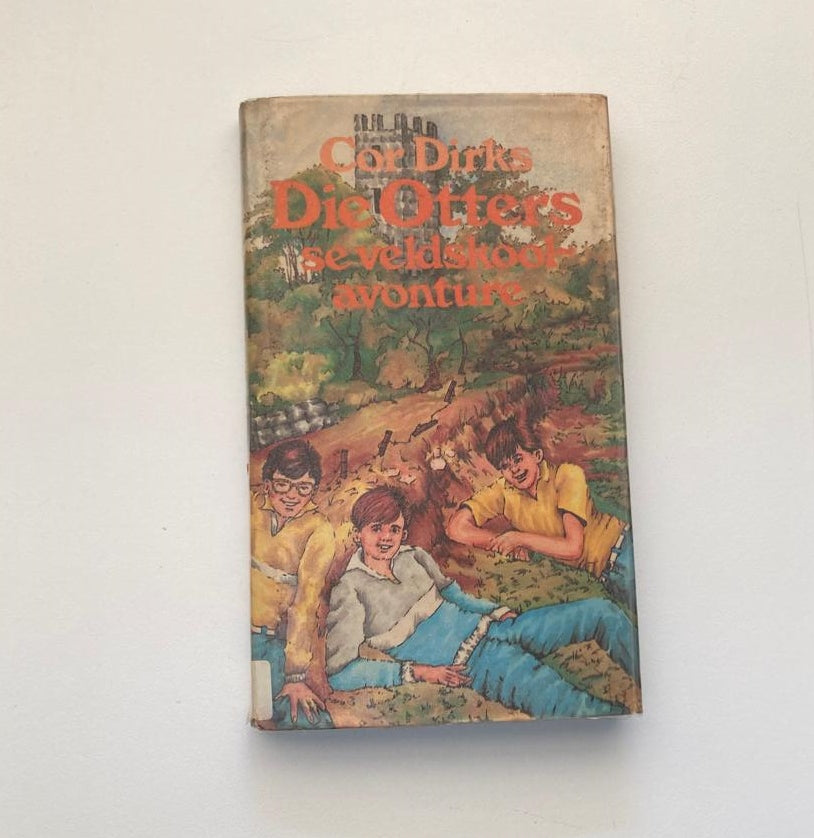 Cor Dirks
Die Otters
se veldskool-
avonture